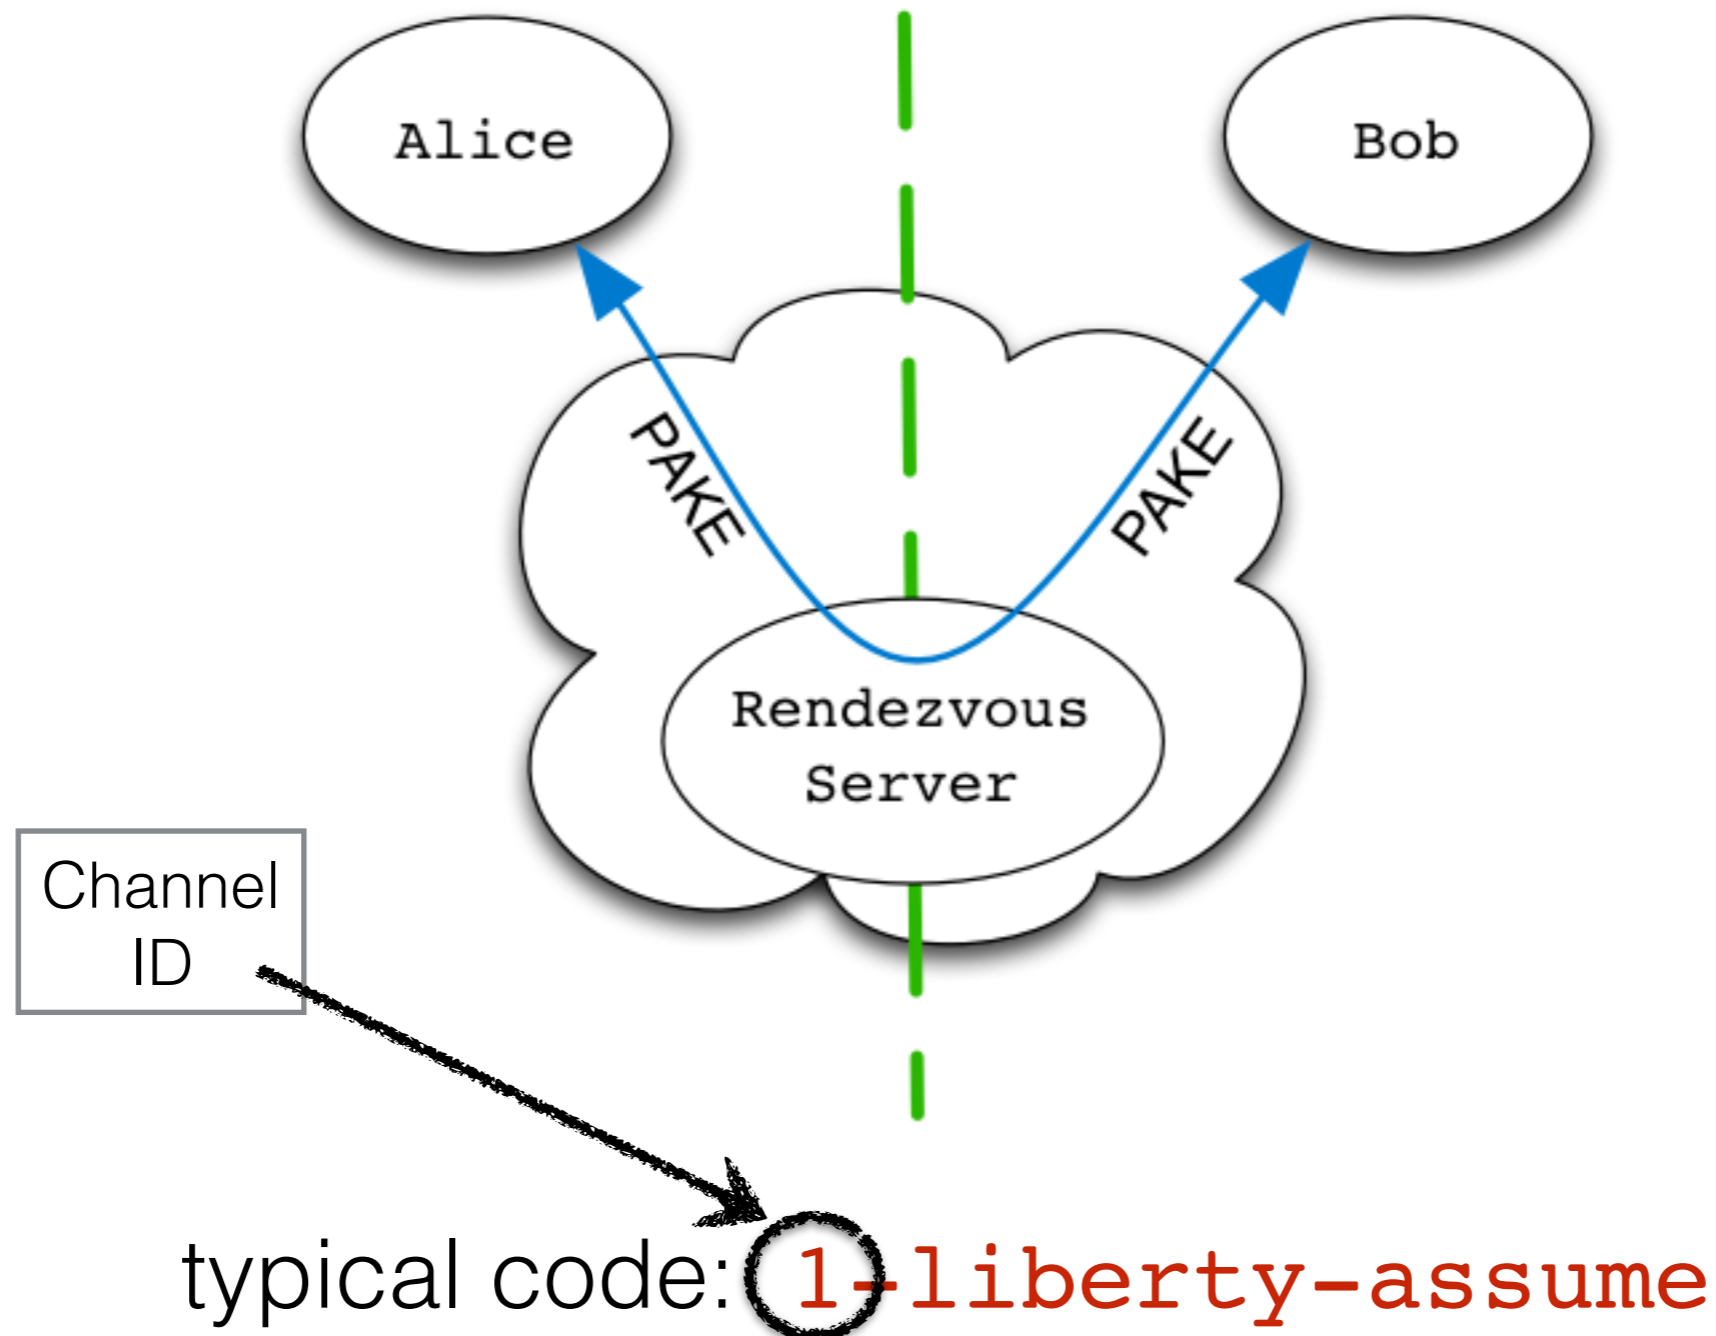 Alice
Bob
PAKE
PAKE
Rendezvous
Server
Channel
ID
typical code: 1-liberty-assume